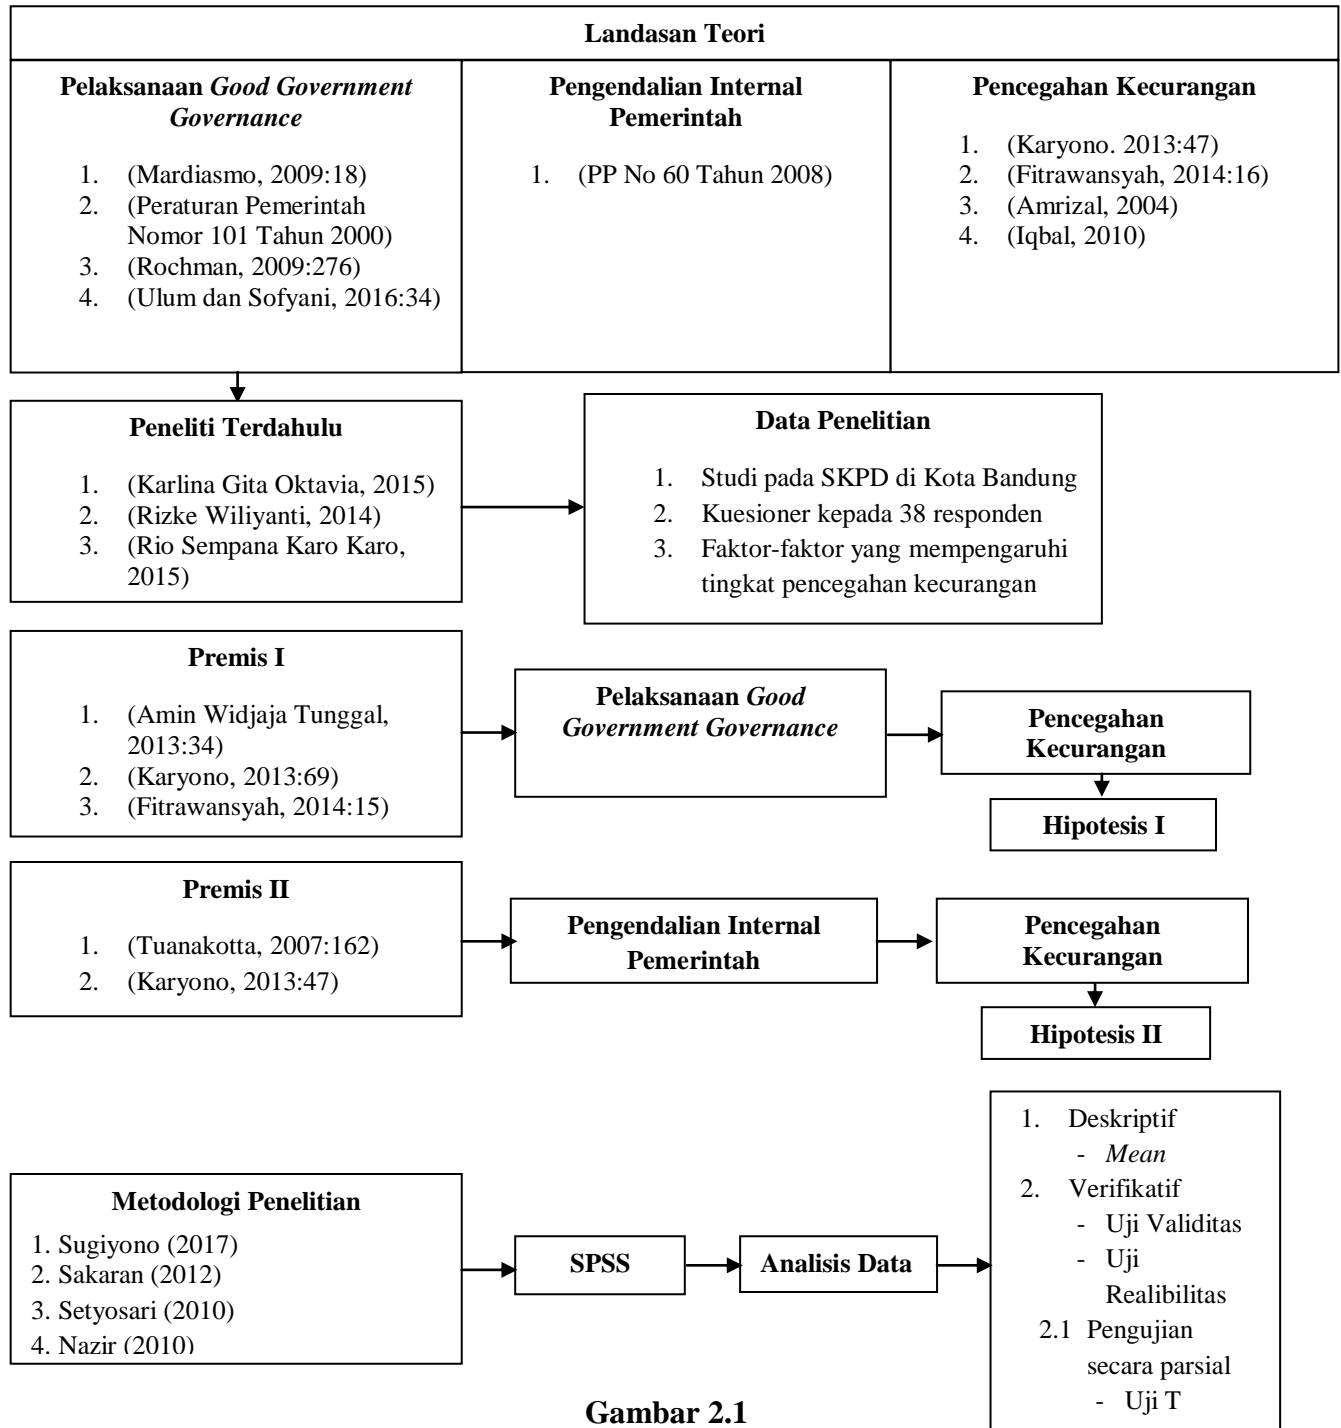 Landasan Teori
Pelaksanaan Good Government
Governance
1. (Mardiasmo, 2009:18)
2. (Peraturan Pemerintah
Nomor 101 Tahun 2000)
3. (Rochman, 2009:276)
4. (Ulum dan Sofyani, 2016:34)
Pengendalian Internal
Pemerintah
1. (PP No 60 Tahun 2008)
Pencegahan Kecurangan
1. (Karyono. 2013:47)
2. (Fitrawansyah, 2014:16)
3. (Amrizal, 2004)
4. (Iqbal, 2010)
Peneliti Terdahulu
1. (Karlina Gita Oktavia, 2015)
2. (Rizke Wiliyanti, 2014)
3. (Rio Sempana Karo Karo,
2015)
Data Penelitian
1. Studi pada SKPD di Kota Bandung
2. Kuesioner kepada 38 responden
3. Faktor-faktor yang mempengaruhi
tingkat pencegahan kecurangan
Premis I
1. (Amin Widjaja Tunggal,
2013:34)
2. (Karyono, 2013:69)
3. (Fitrawansyah, 2014:15)
Pelaksanaan Good
Government Governance
Pencegahan
Kecurangan
Hipotesis I
Premis II
1. (Tuanakotta, 2007:162)
2. (Karyono, 2013:47)
Pengendalian Internal
Pemerintah
Pencegahan
Kecurangan
Hipotesis II
Metodologi Penelitian
1. Sugiyono (2017)
2. Sakaran (2012)
3. Setyosari (2010)
4. Nazir (2010)
SPSS
Analisis Data
1. Deskriptif
- Mean
2. Verifikatif
- Uji Validitas
- Uji
Realibilitas
2.1 Pengujian
secara parsial
- Uji T
Gambar 2.1